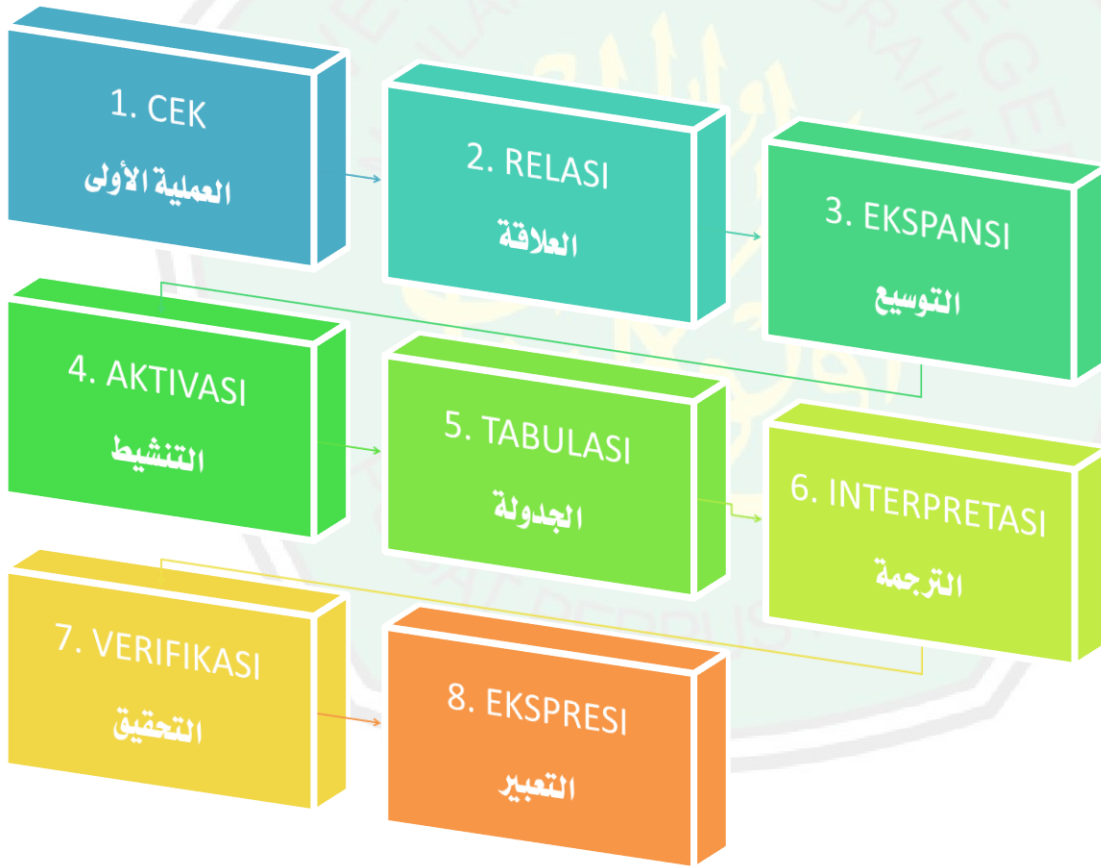 1. CEK
العملية الأولى
2. RELASI
العلاقة
3. EKSPANSI
التوسيع
4. AKTIVASI
التنشيط
5. TABULASI
الجدولة
6. INTERPRETASI
الترجمة
7. VERIFIKASI
التحقيق
8. EKSPRESI
التعبير